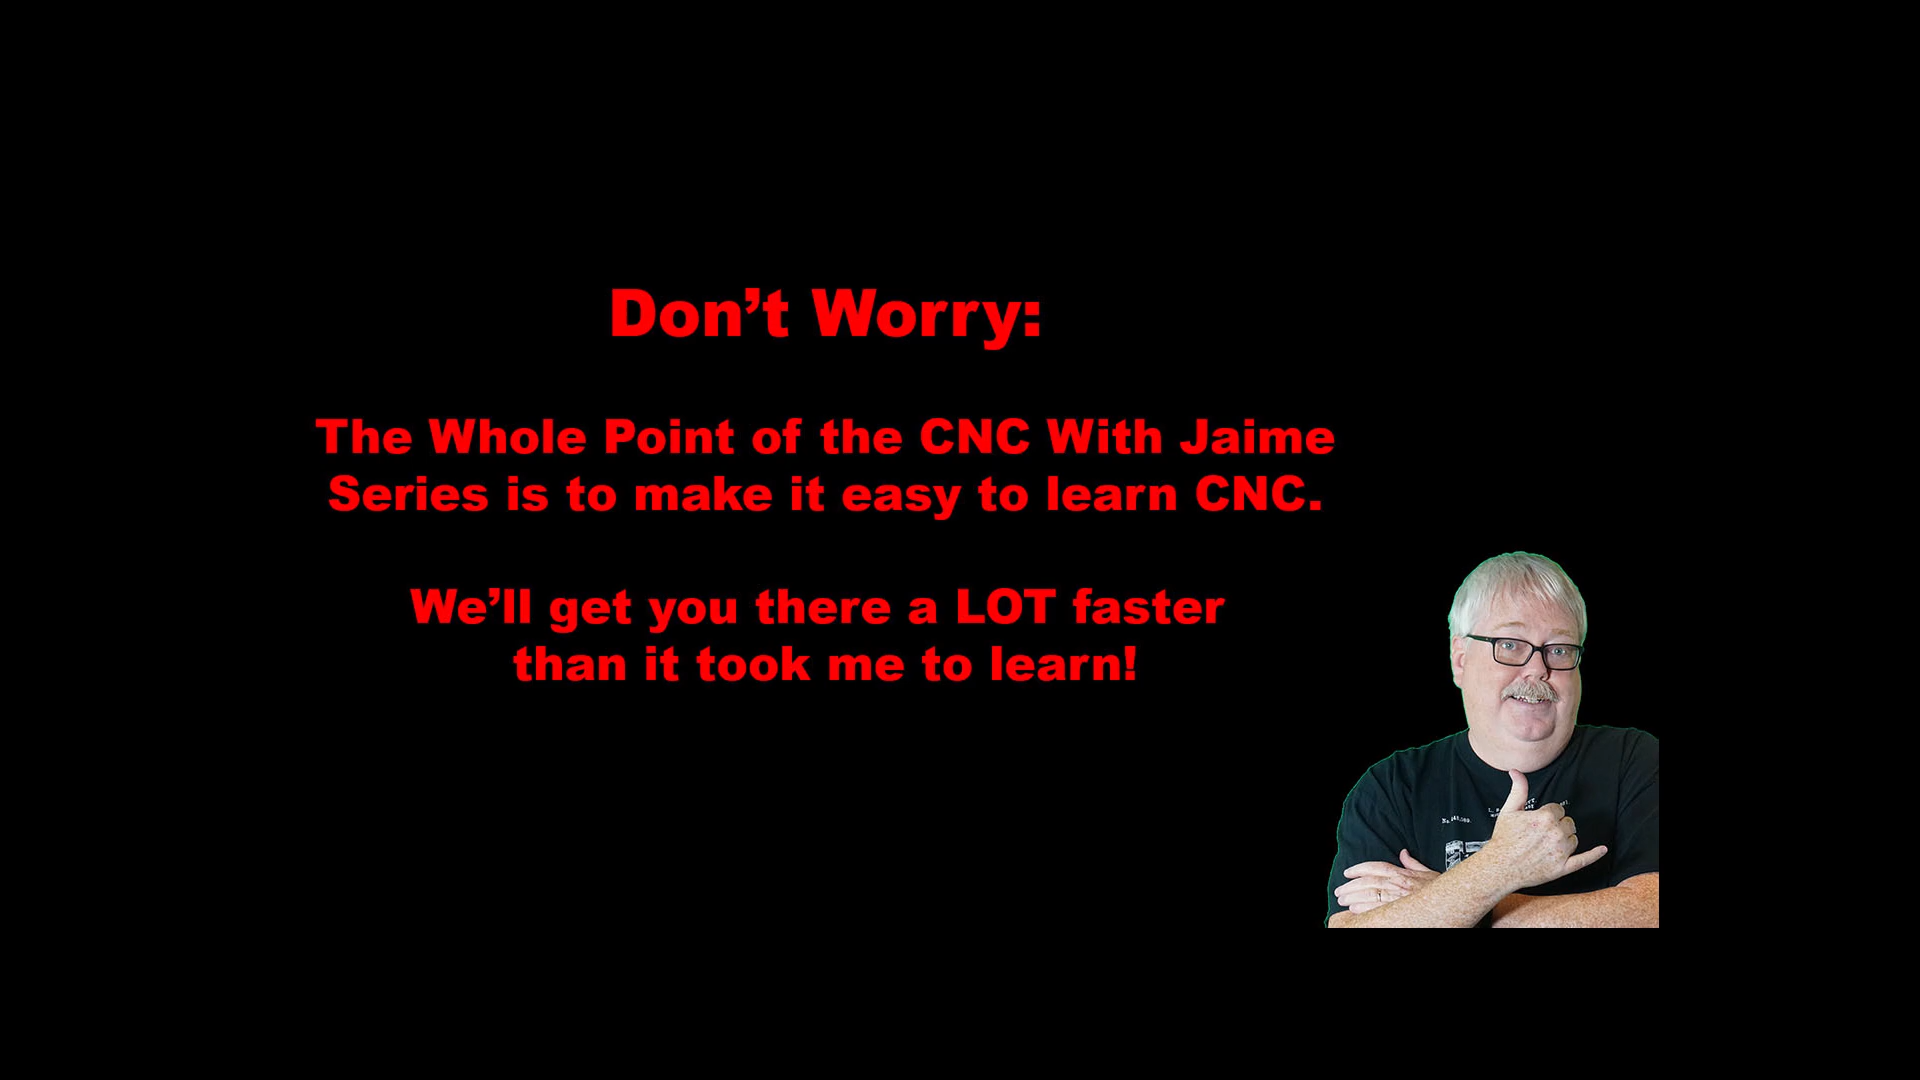 Don’t Worry:
The Whole Point of the CNC With Jaime
Series is to make it easy to learn CNC.
We’ll get you there a LOT faster
than it took me to learn!